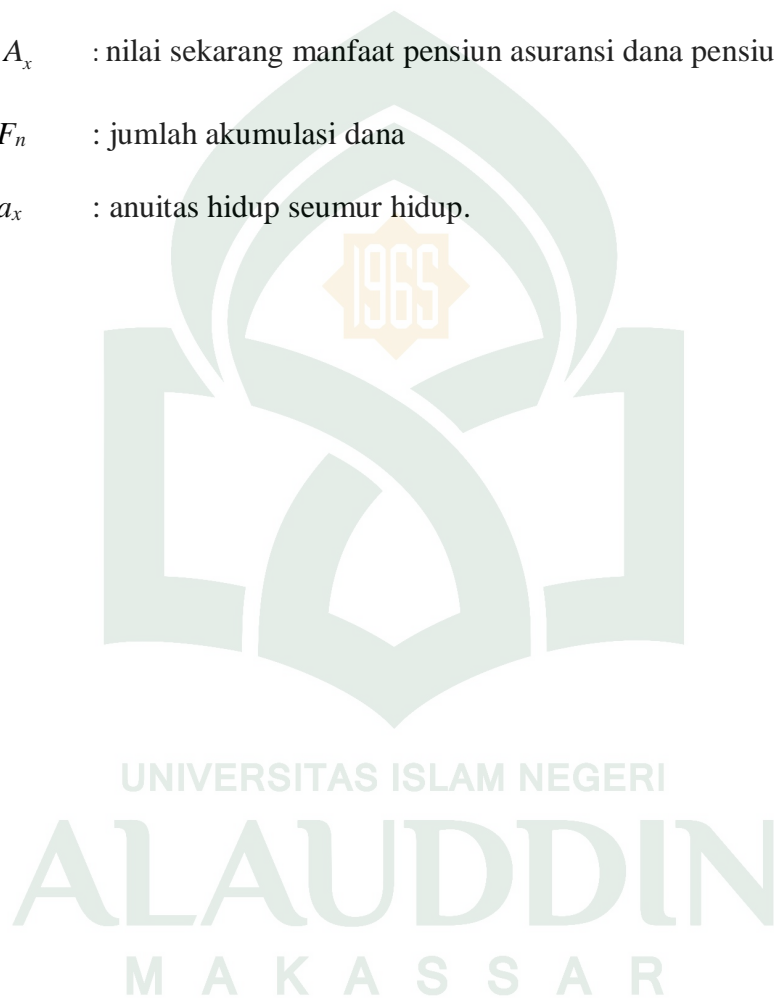 A_x : nilai sekarang manfaat pensiun asuransi dana pensiu
F_n : jumlah akumulasi dana
a_x : anuitas hidup seumur hidup.
1965
UNIVERSITAS ISLAM NEGERI
ALAUDDIN
MAKASSAR